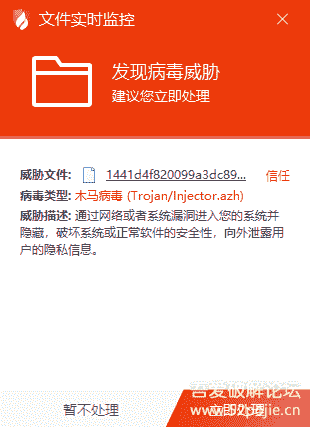 文件实时监控
发现病毒威胁
建议您立即处理
威胁文件: 1441d4f820099a3dc89... 信任
病毒类型: 木马病毒 (Trojan/Injector.azh)
威胁描述: 通过网络或者系统漏洞进入您的系统并
隐藏，破坏系统或正常软件的安全性，向外泄露用
户的隐私信息。
吾爱破解论坛
暂不处理 立即处理
www.52pojie.cn